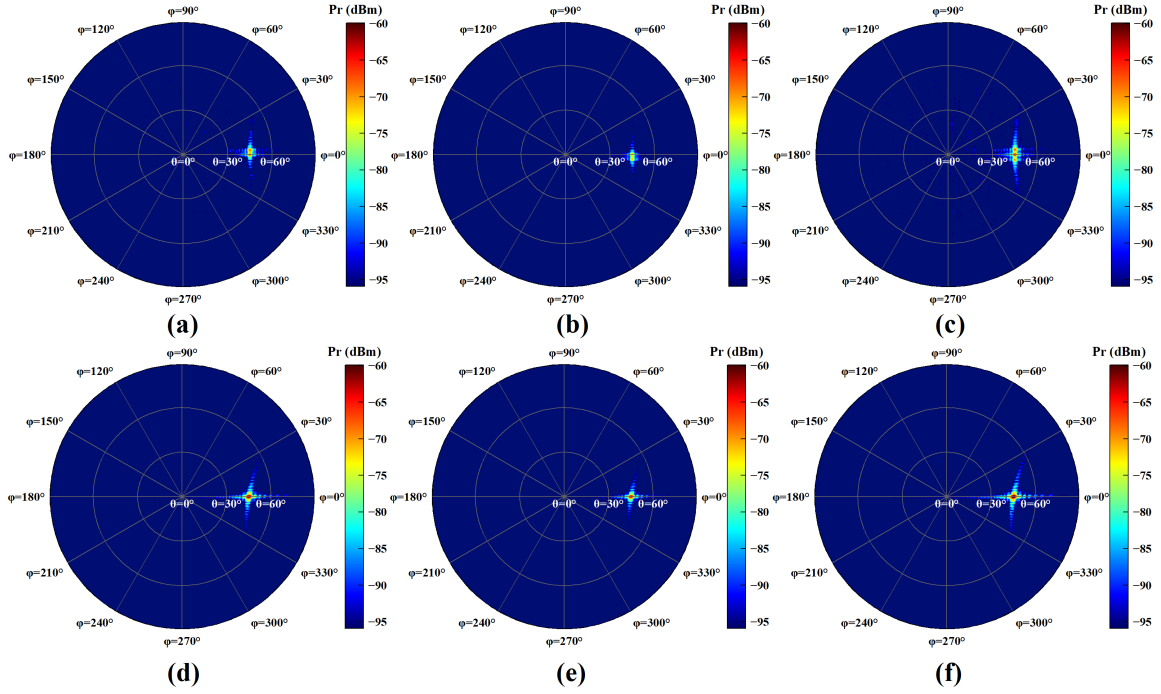 Pr (dBm)
φ=90°
φ=120°
φ=60°
φ=150°
φ=30°
φ=180°
θ=0°
θ=30°
θ=60°
φ=0°
φ=210°
φ=330°
φ=240°
φ=300°
φ=270°
−60
−65
−70
−75
−80
−85
−90
−95
(a)
Pr (dBm)
φ=90°
φ=120°
φ=60°
φ=150°
φ=30°
φ=180°
θ=0°
θ=30°
θ=60°
φ=0°
φ=210°
φ=330°
φ=240°
φ=300°
φ=270°
−60
−65
−70
−75
−80
−85
−90
−95
(b)
Pr (dBm)
φ=90°
φ=120°
φ=60°
φ=150°
φ=30°
φ=180°
θ=0°
θ=30°
θ=60°
φ=0°
φ=210°
φ=330°
φ=240°
φ=300°
φ=270°
−60
−65
−70
−75
−80
−85
−90
−95
(c)
Pr (dBm)
φ=90°
φ=120°
φ=60°
φ=150°
φ=30°
φ=180°
θ=0°
θ=30°
θ=60°
φ=0°
φ=210°
φ=330°
φ=240°
φ=300°
φ=270°
−60
−65
−70
−75
−80
−85
−90
−95
(d)
Pr (dBm)
φ=90°
φ=120°
φ=60°
φ=150°
φ=30°
φ=180°
θ=0°
θ=30°
θ=60°
φ=0°
φ=210°
φ=330°
φ=240°
φ=300°
φ=270°
−60
−65
−70
−75
−80
−85
−90
−95
(e)
Pr (dBm)
φ=90°
φ=120°
φ=60°
φ=150°
φ=30°
φ=180°
θ=0°
θ=30°
θ=60°
φ=0°
φ=210°
φ=330°
φ=240°
φ=300°
φ=270°
−60
−65
−70
−75
−80
−85
−90
−95
(f)